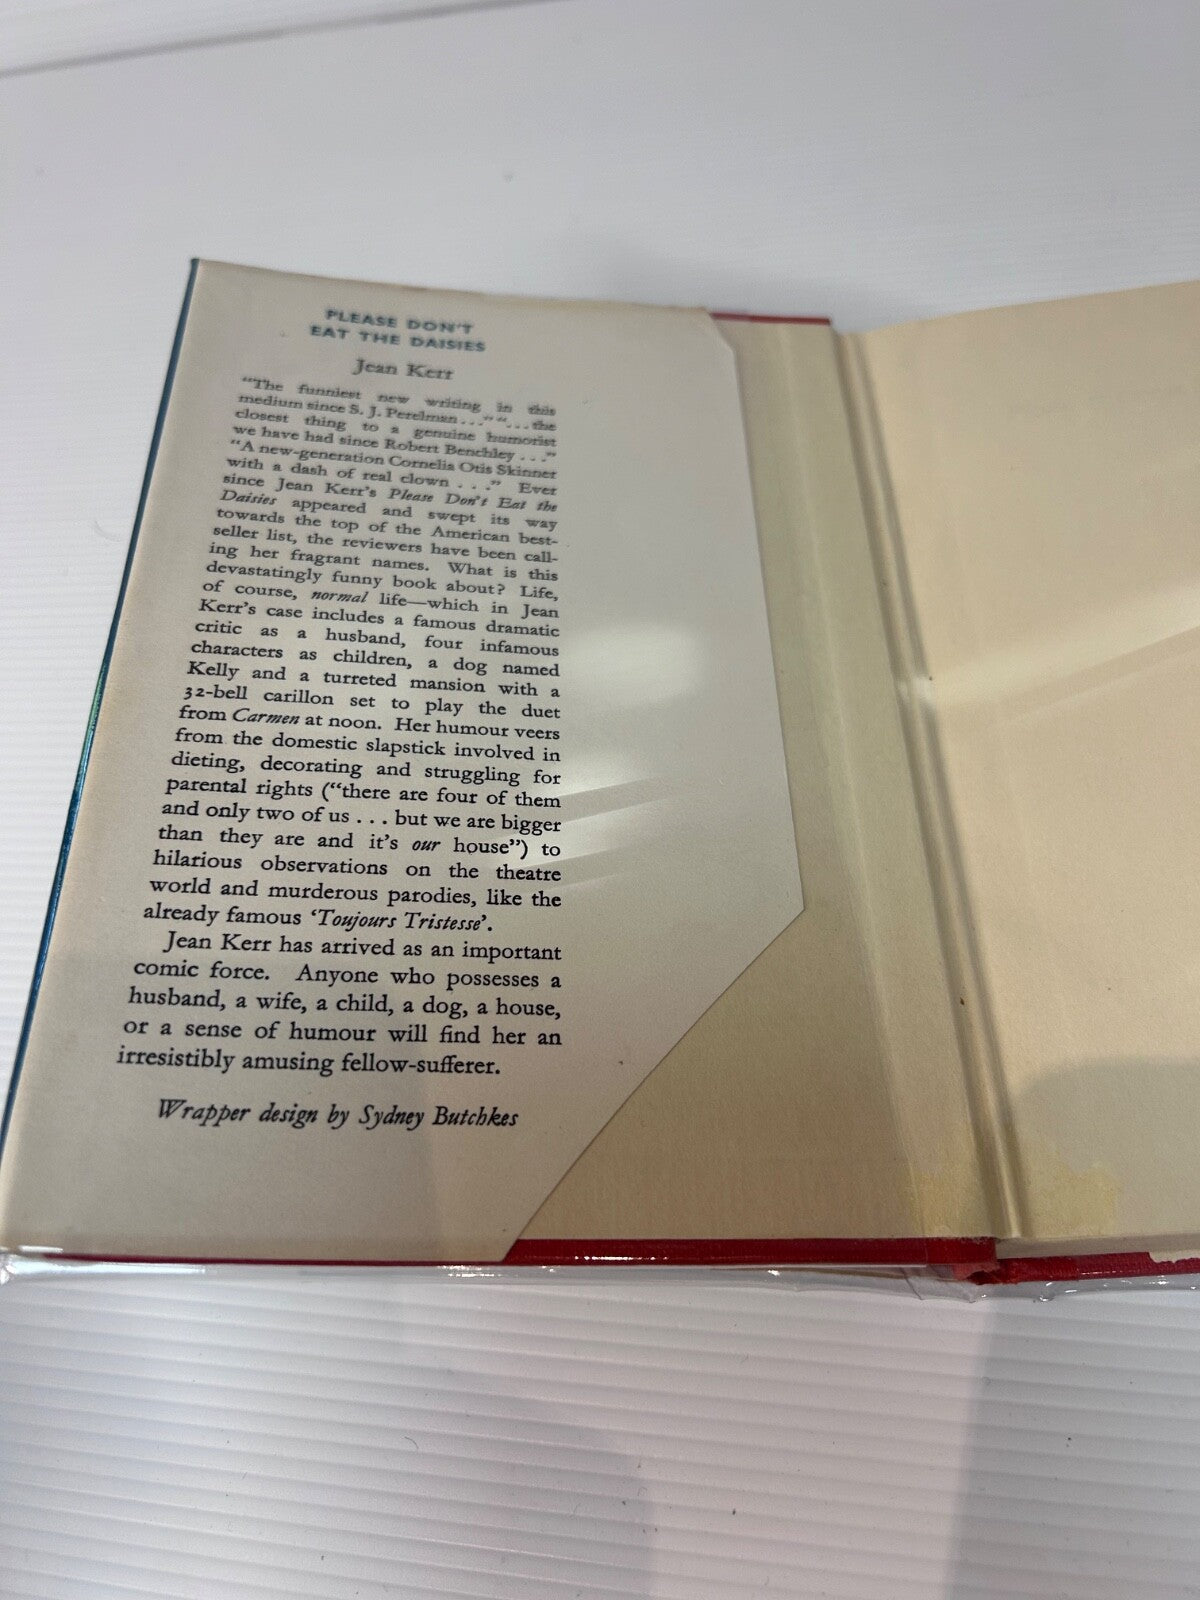 PLEASE DON'T
EAT THE DAISIES
Jean Kerr
"The funniest new writing in this
medium since S. J. Perelman . . ." ". . . the
closest thing to a genuine humorist
we have had since Robert Benchley . . ."
"A new-generation Cornelia Otis Skinner
with a dash of real clown . . ." Ever
since Jean Kerr's Please Don't Eat the
Daisies appeared and swept its way
towards the top of the American best-
seller list, the reviewers have been call-
ing her fragrant names. What is this
devastatingly funny book about? Life,
of course, normal life—which in Jean
Kerr's case includes a famous dramatic
critic as a husband, four infamous
characters as children, a dog named
Kelly and a turreted mansion with a
32-bell carillon set to play the duet
from Carmen at noon. Her humour veers
from the domestic slapstick involved in
dieting, decorating and struggling for
parental rights ("there are four of them
and only two of us . . . but we are bigger
than they are and it's our house") to
hilarious observations on the theatre
world and murderous parodies, like the
already famous 'Toujours Tristesse'.
Jean Kerr has arrived as an important
comic force. Anyone who possesses a
husband, a wife, a child, a dog, a house,
or a sense of humour will find her an
irresistibly amusing fellow-sufferer.
Wrapper design by Sydney Butchkes